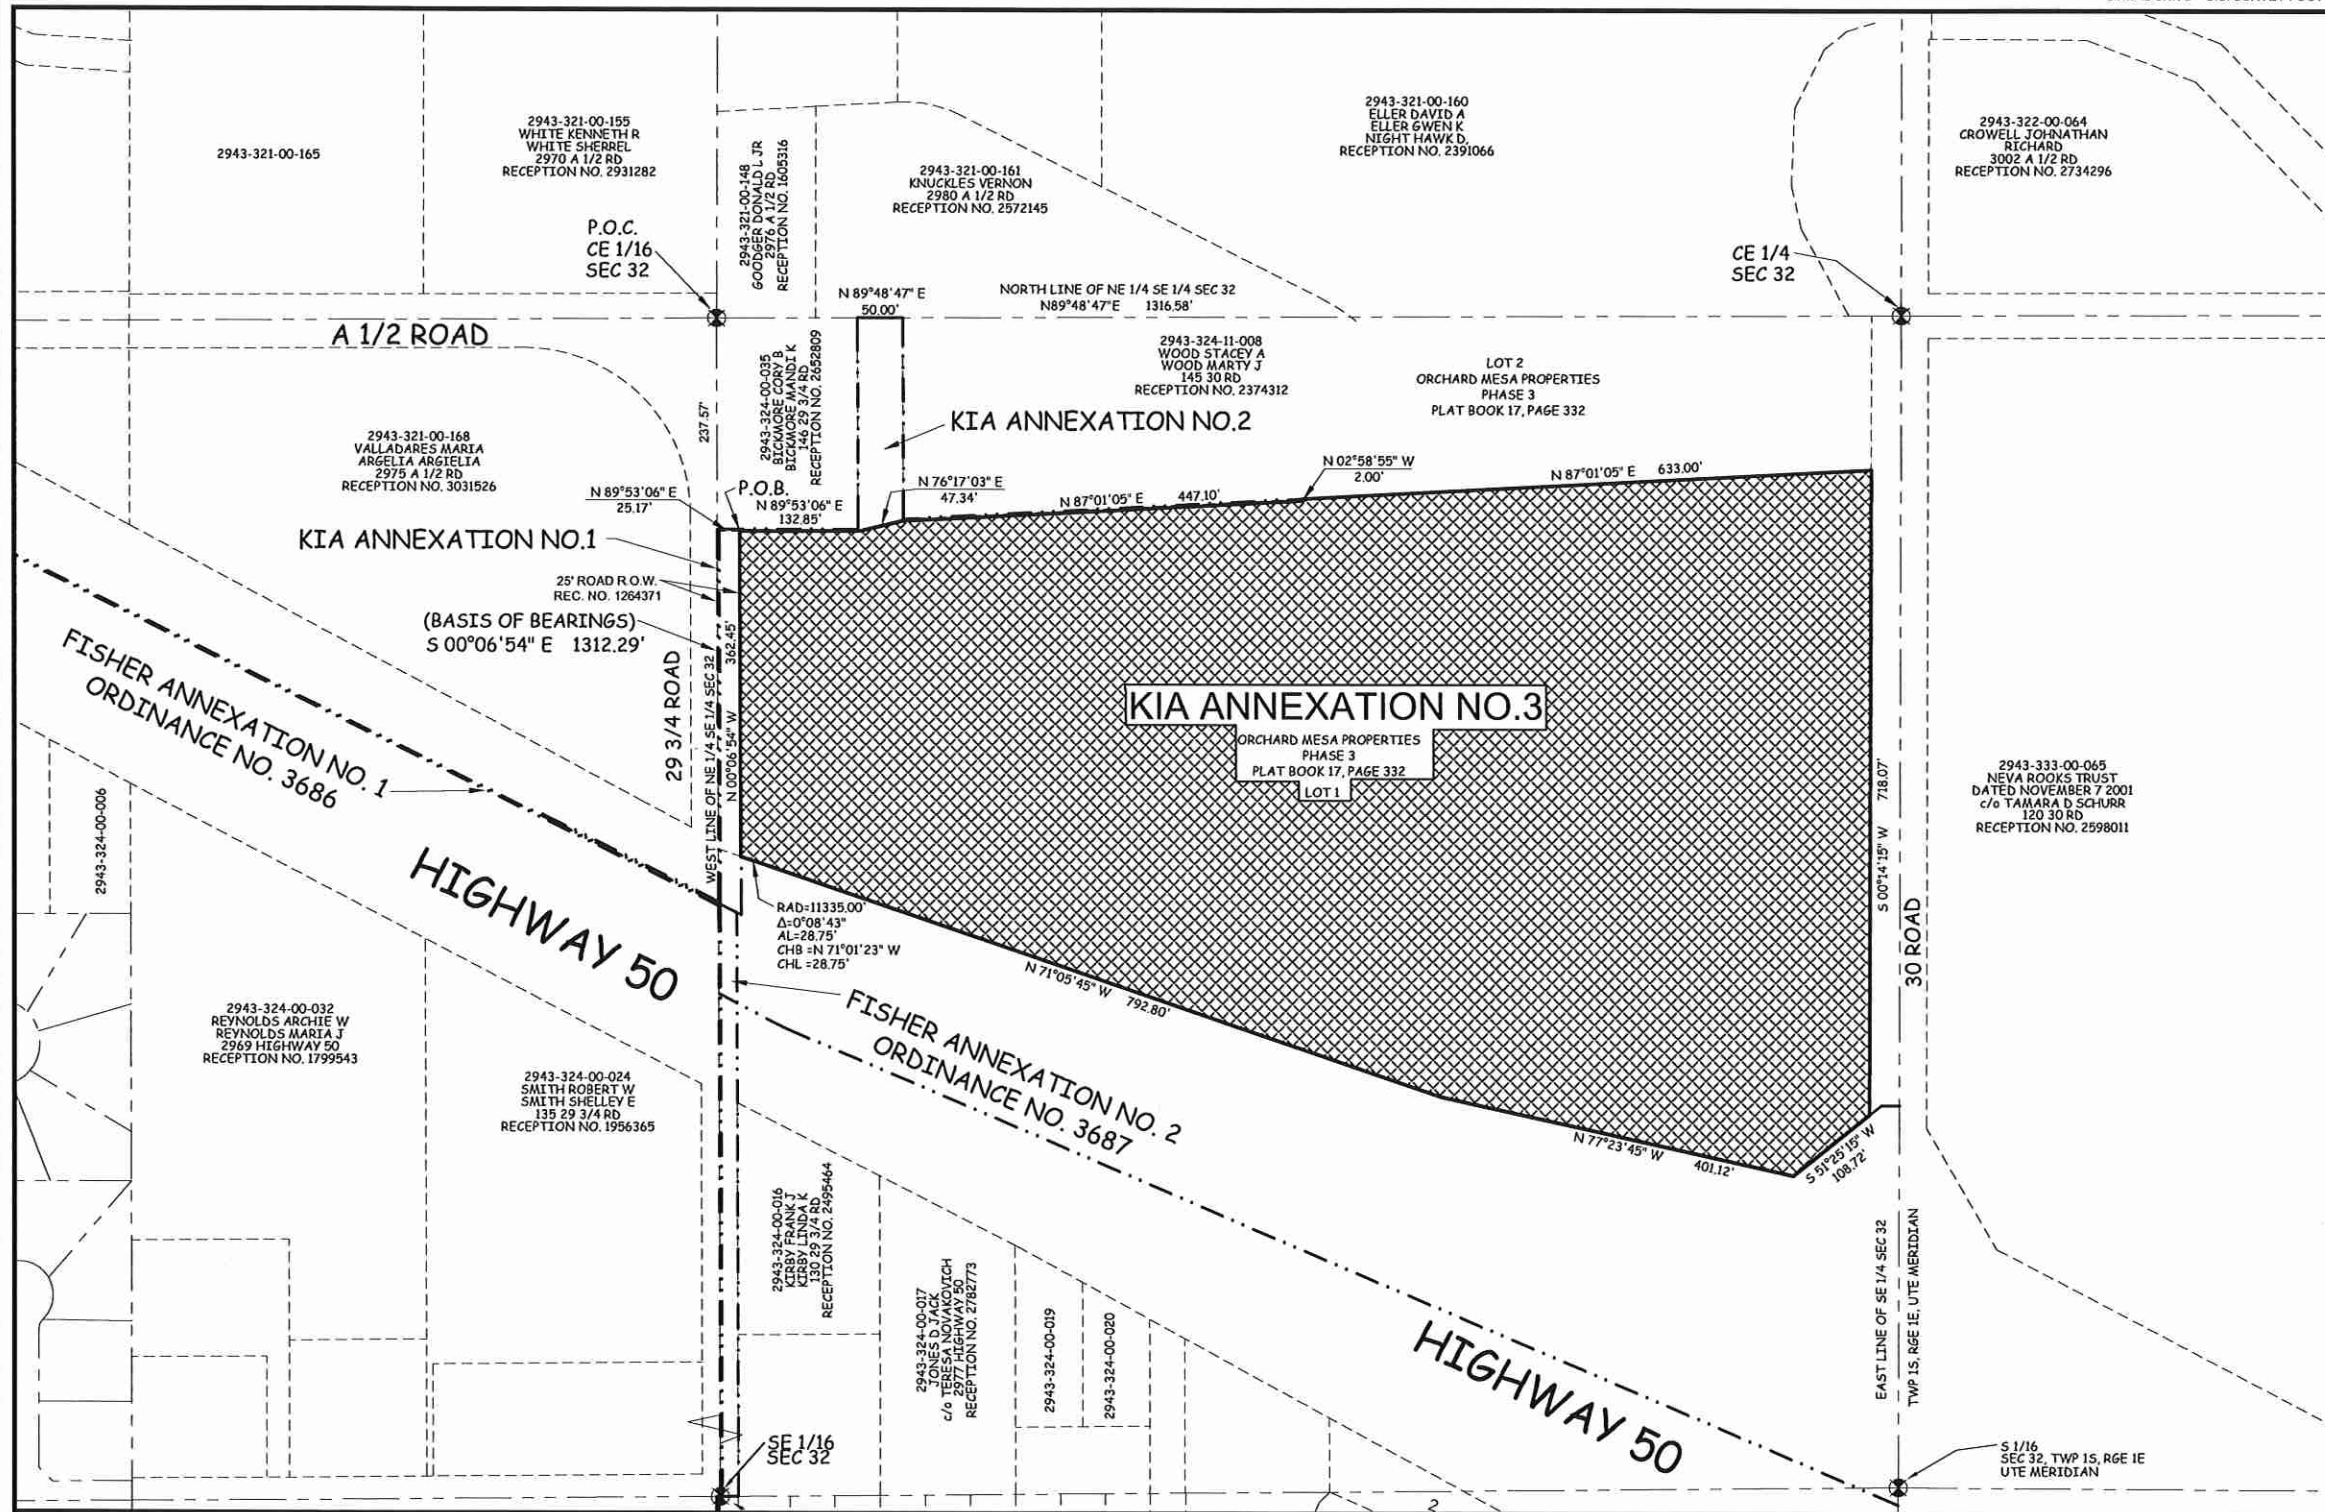 2943-321-00-165
2943-321-00-155
WHITE KENNETH R
WHITE SHERREL
2970 A 1/2 RD
RECEPTION NO. 2931282
2943-321-00-148
GOODGER DONALD L JR
2976 A 1/2 RD
RECEPTION NO. 1605316
2943-321-00-161
KNUCKLES VERNON
2980 A 1/2 RD
RECEPTION NO. 2572145
2943-321-00-160
ELLER DAVID A
ELLER GWEN K
NIGHT HAWK D.
RECEPTION NO. 2391066
2943-322-00-064
CROWELL JOHNATHAN
RICHARD
3002 A 1/2 RD
RECEPTION NO. 2734296
P.O.C.
CE 1/16
SEC 32
CE 1/4
SEC 32
N 89°48'47" E
50.00'
NORTH LINE OF NE 1/4 SE 1/4 SEC 32
N89°48'47"E 1316.58'
A 1/2 ROAD
237.57'
2943-324-00-035
BICKMORE CORY B
BICKMORE MANDI K
146 29 3/4 RD
RECEPTION NO. 2652809
2943-324-11-008
WOOD STACEY A
WOOD MARTY J
145 30 RD
RECEPTION NO. 2374312
LOT 2
ORCHARD MESA PROPERTIES
PHASE 3
PLAT BOOK 17, PAGE 332
KIA ANNEXATION NO.2
2943-321-00-168
VALLADARES MARIA
ARGELIA ARGIELIA
2975 A 1/2 RD
RECEPTION NO. 3031526
N 89°53'06" E
25.17'
P.O.B.
N 89°53'06" E
132.85'
N 76°17'03" E
47.34'
N 87°01'05" E 447.10'
N 02°58'55" W
2.00'
N 87°01'05" E 633.00'
KIA ANNEXATION NO.1
25' ROAD R.O.W.
REC. NO. 1264371
(BASIS OF BEARINGS)
S 00°06'54" E 1312.29'
29 3/4 ROAD
WEST LINE OF NE 1/4 SE 1/4 SEC 32
N 00°06'54" W 362.45'
FISHER ANNEXATION NO. 1
ORDINANCE NO. 3686
KIA ANNEXATION NO.3
ORCHARD MESA PROPERTIES
PHASE 3
PLAT BOOK 17, PAGE 332
LOT 1
S 00°14'15" W 718.07'
30 ROAD
2943-333-00-065
NEVA ROOKS TRUST
DATED NOVEMBER 7 2001
c/o TAMARA D SCHURR
120 30 RD
RECEPTION NO. 2598011
2943-324-00-006
HIGHWAY 50
RAD=11335.00'
Δ=0°08'43"
AL=28.75'
CHB =N 71°01'23" W
CHL =28.75'
N 71°05'45" W 792.80'
FISHER ANNEXATION NO. 2
ORDINANCE NO. 3687
N 77°23'45" W 401.12'
S 51°25'15" W
108.72'
2943-324-00-032
REYNOLDS ARCHIE W
REYNOLDS MARIA J
2969 HIGHWAY 50
RECEPTION NO. 1799543
2943-324-00-024
SMITH ROBERT W
SMITH SHELLEY E
135 29 3/4 RD
RECEPTION NO. 1956365
2943-324-00-016
KIRBY FRANK J
KIRBY LINDA K
130 29 3/4 RD
RECEPTION NO. 2495464
2943-324-00-017
JONES D JACK
c/o TERESA NOVAKOVICH
2977 HIGHWAY 50
RECEPTION NO. 2782773
2943-324-00-019
2943-324-00-020
HIGHWAY 50
EAST LINE OF SE 1/4 SEC 32
TWP 1S, RGE 1E, UTE MERIDIAN
SE 1/16
SEC 32
S 1/16
SEC 32, TWP 1S, RGE 1E
UTE MERIDIAN
2